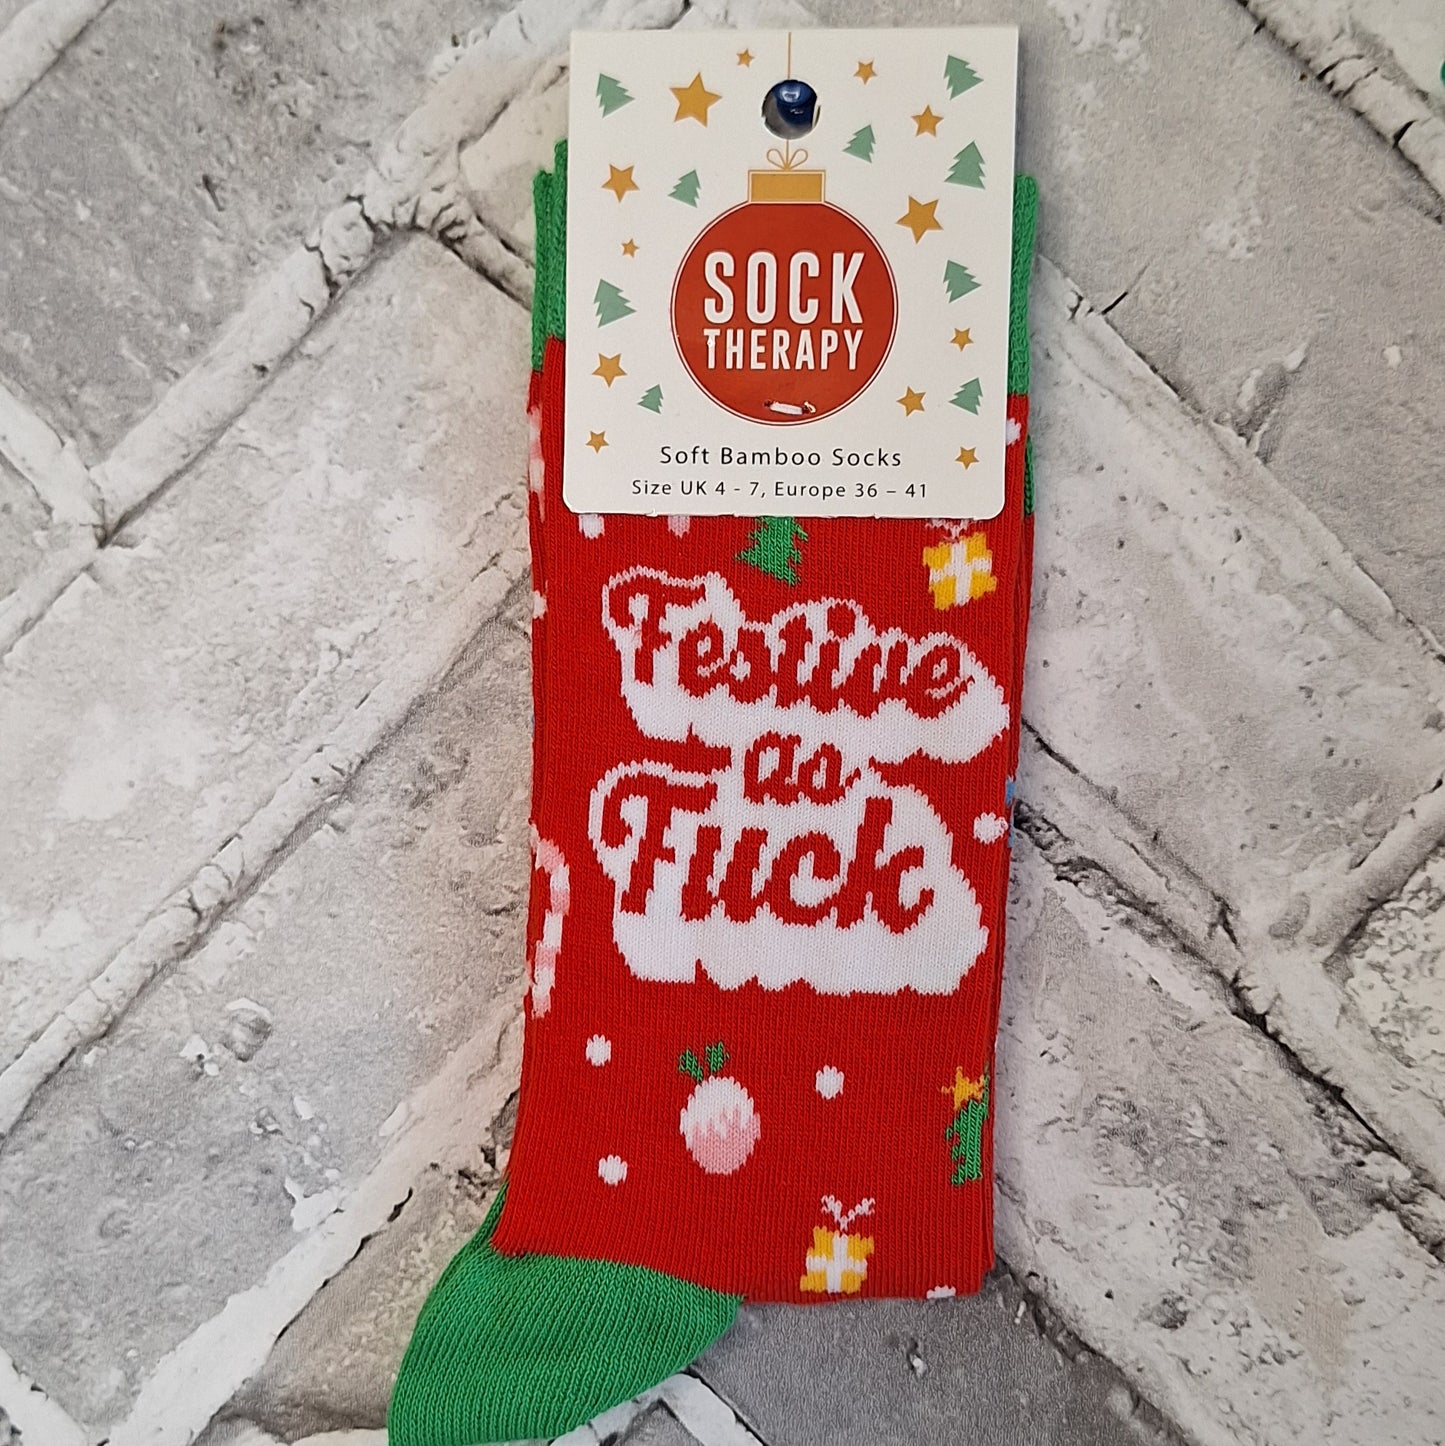 SOCK
THERAPY
Soft Bamboo Socks
Size UK 4 - 7, Europe 36 – 41
Festive
as
Fuck